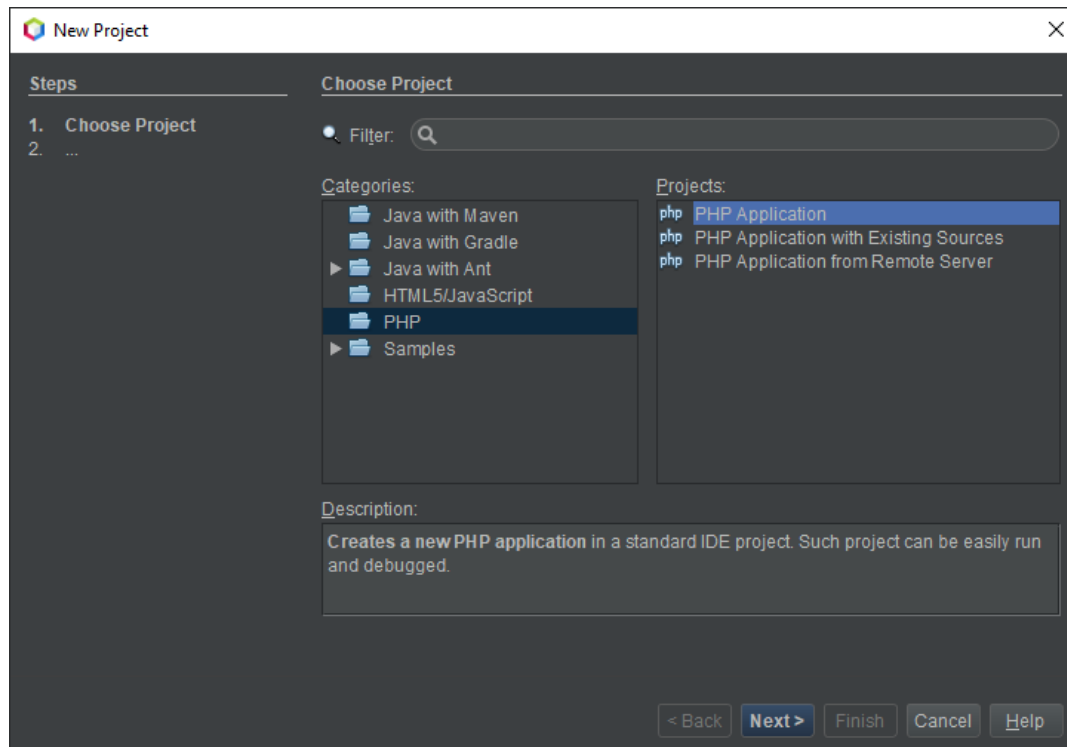 New Project
Steps
1. Choose Project
2. ...
Choose Project
Filter:
Categories:
Java with Maven
Java with Gradle
Java with Ant
HTML5/JavaScript
PHP
Samples
Projects:
php PHP Application
php PHP Application with Existing Sources
php PHP Application from Remote Server
Description:
Creates a new PHP application in a standard IDE project. Such project can be easily run
and debugged.
< Back Next > Finish Cancel Help